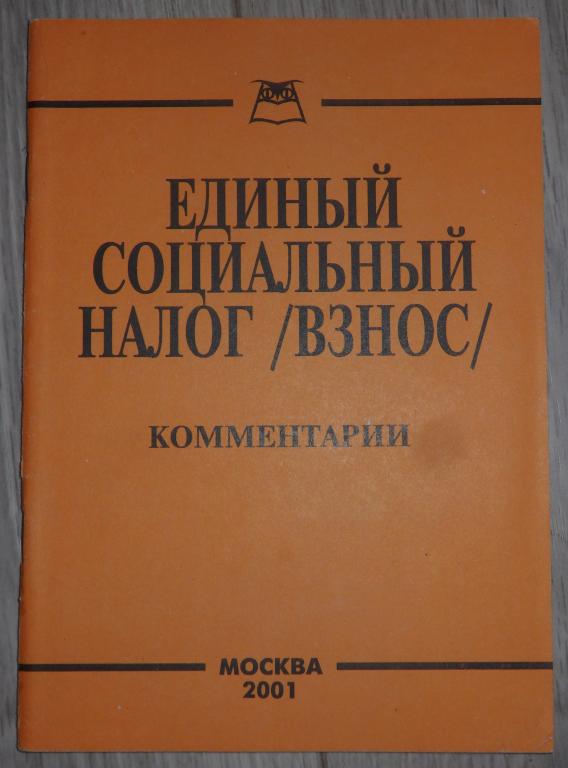 ЕДИНЫЙ
СОЦИАЛЬНЫЙ
НАЛОГ /ВЗНОС/
КОММЕНТАРИИ
МОСКВА
2001